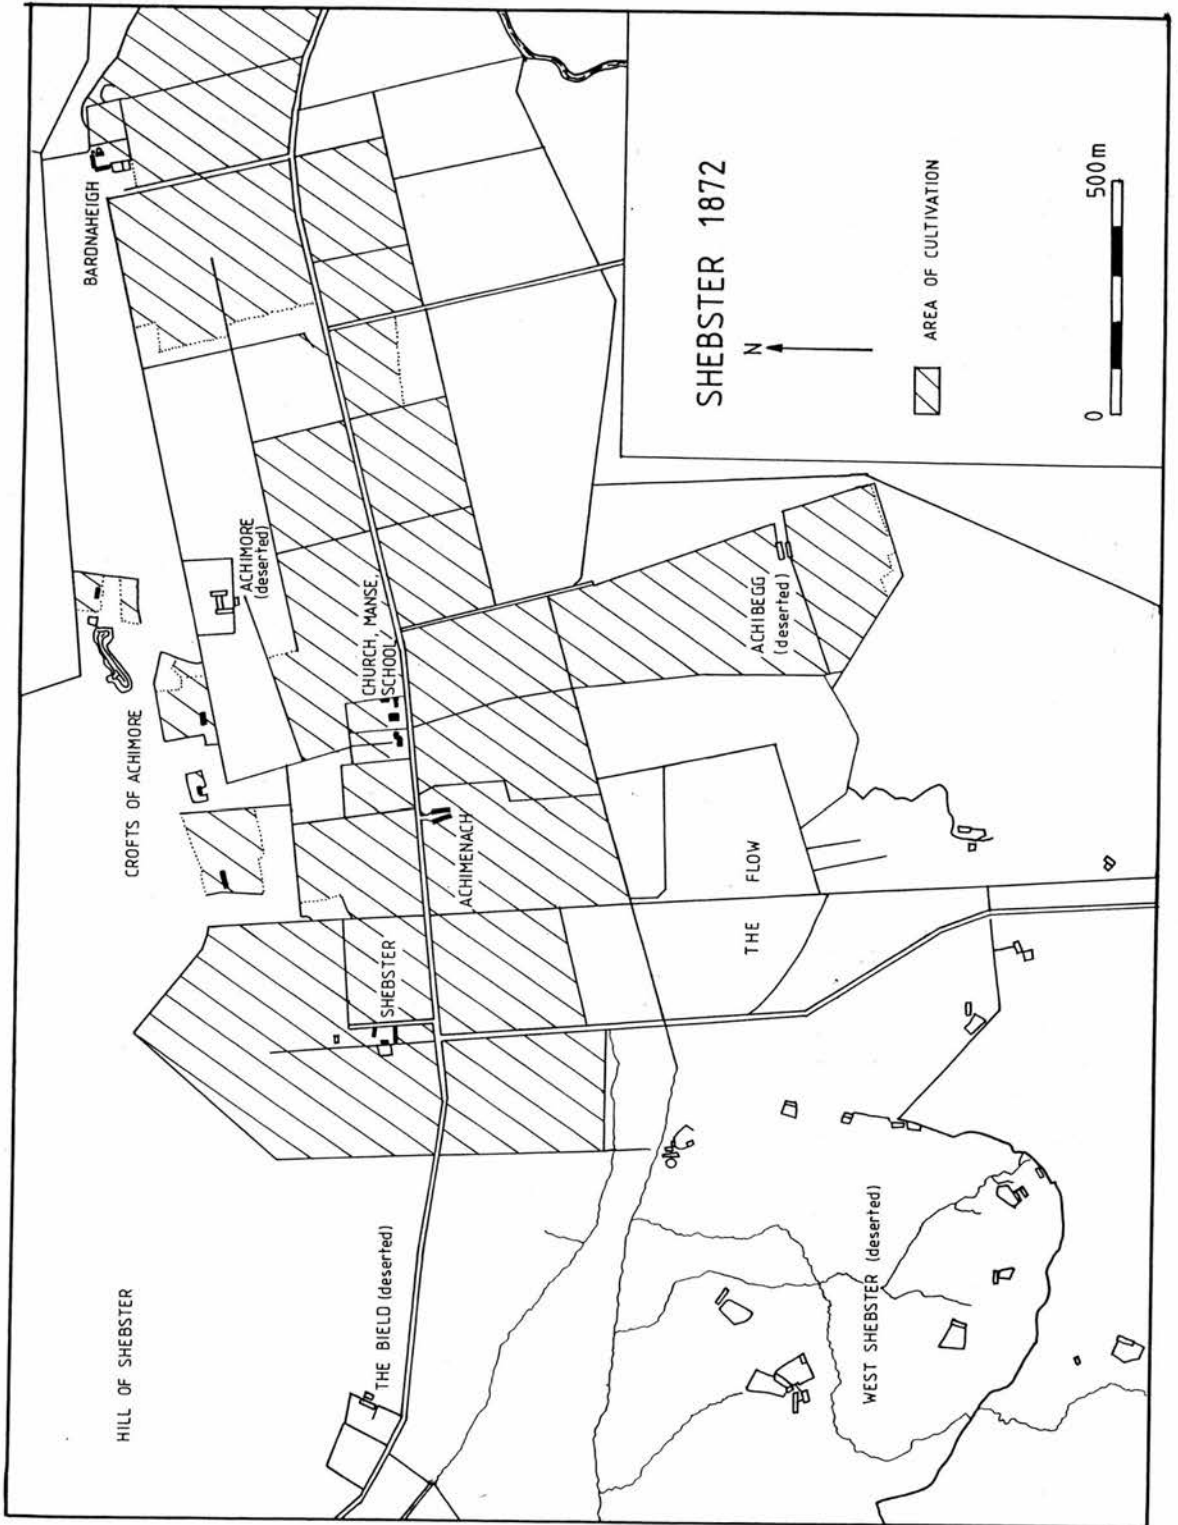 HILL OF SHEBSTER
CROFTS OF ACHIMORE
BARDNAHEIGH
ACHIMORE
(deserted)
CHURCH, MANSE,
SCHOOL
SHEBSTER
ACHIMENACH
THE BIELD (deserted)
ACHIBEGG
(deserted)
THE FLOW
WEST SHEBSTER (deserted)
SHEBSTER 1872
N
AREA OF CULTIVATION
0
500m